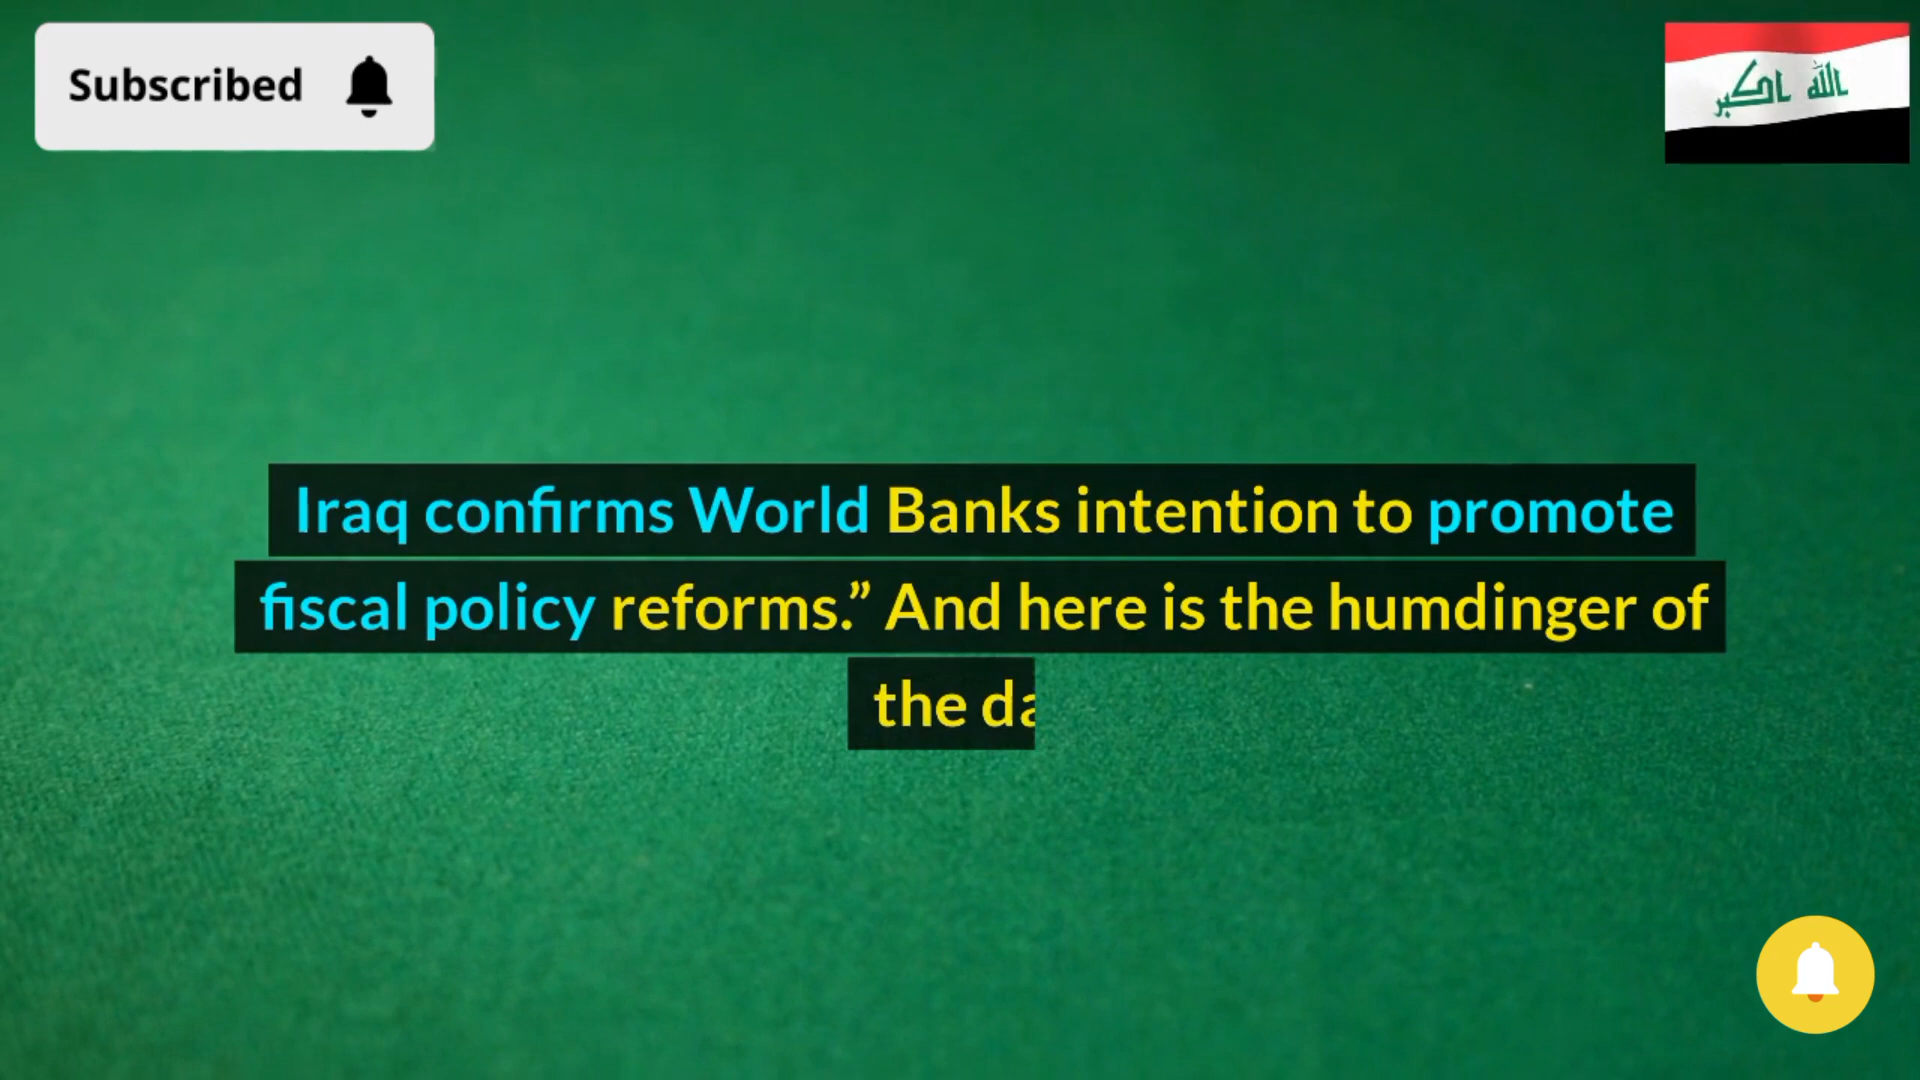 Subscribed
الله اكبر
Iraq confirms World Banks intention to promote
fiscal policy reforms.” And here is the humdinger of
the da